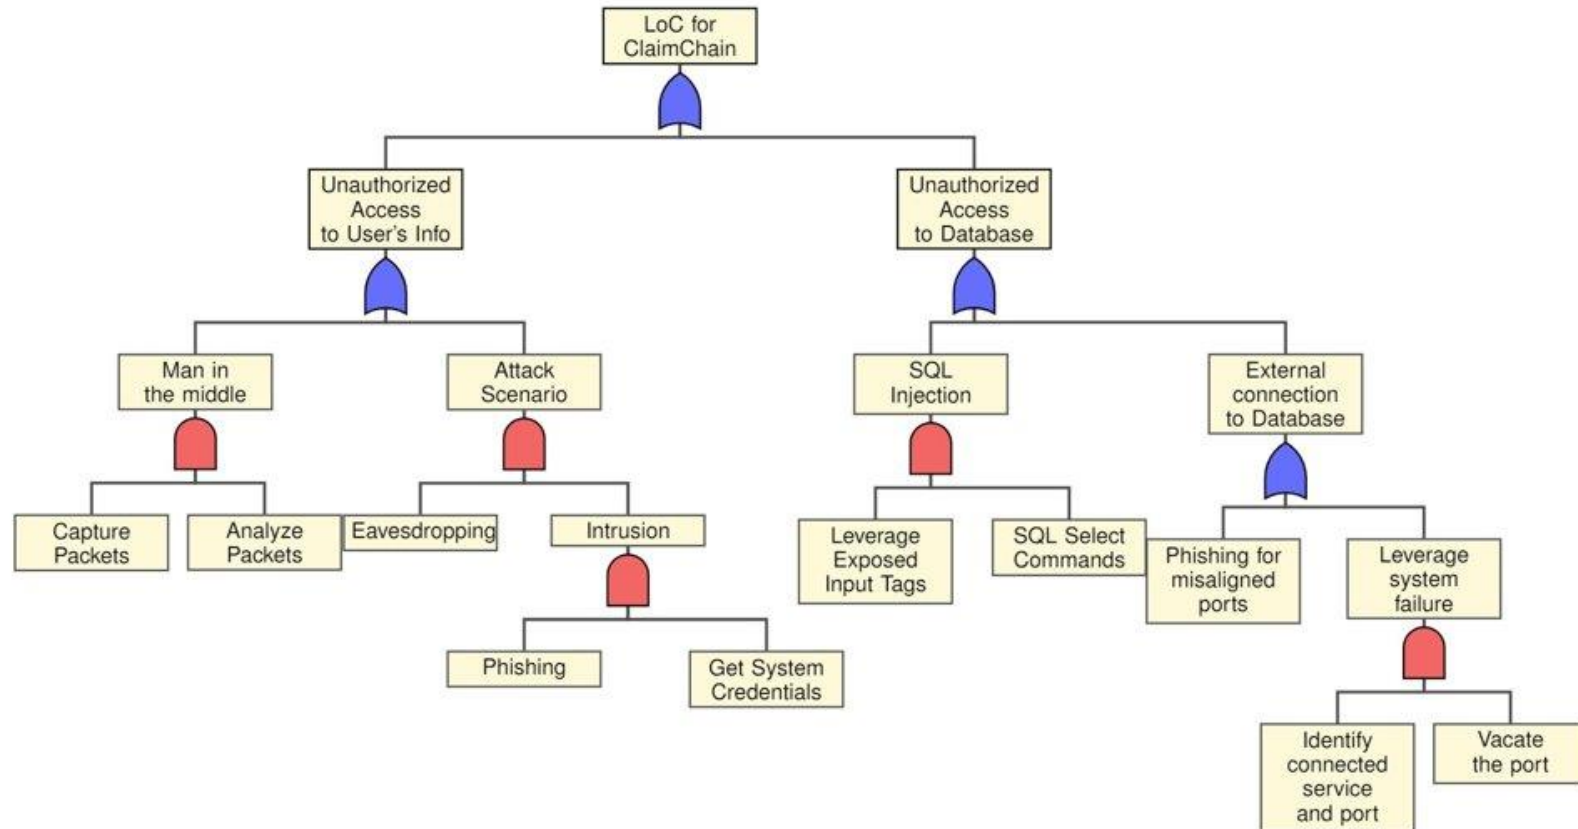 LoC for
ClaimChain
Unauthorized
Access
to User's Info
Unauthorized
Access
to Database
Man in
the middle
Attack
Scenario
SQL
Injection
External
connection
to Database
Capture
Packets
Analyze
Packets
Eavesdropping
Intrusion
Leverage
Exposed
Input Tags
SQL Select
Commands
Phishing for
misaligned
ports
Leverage
system
failure
Phishing
Get System
Credentials
Identify
connected
service
and port
Vacate
the port